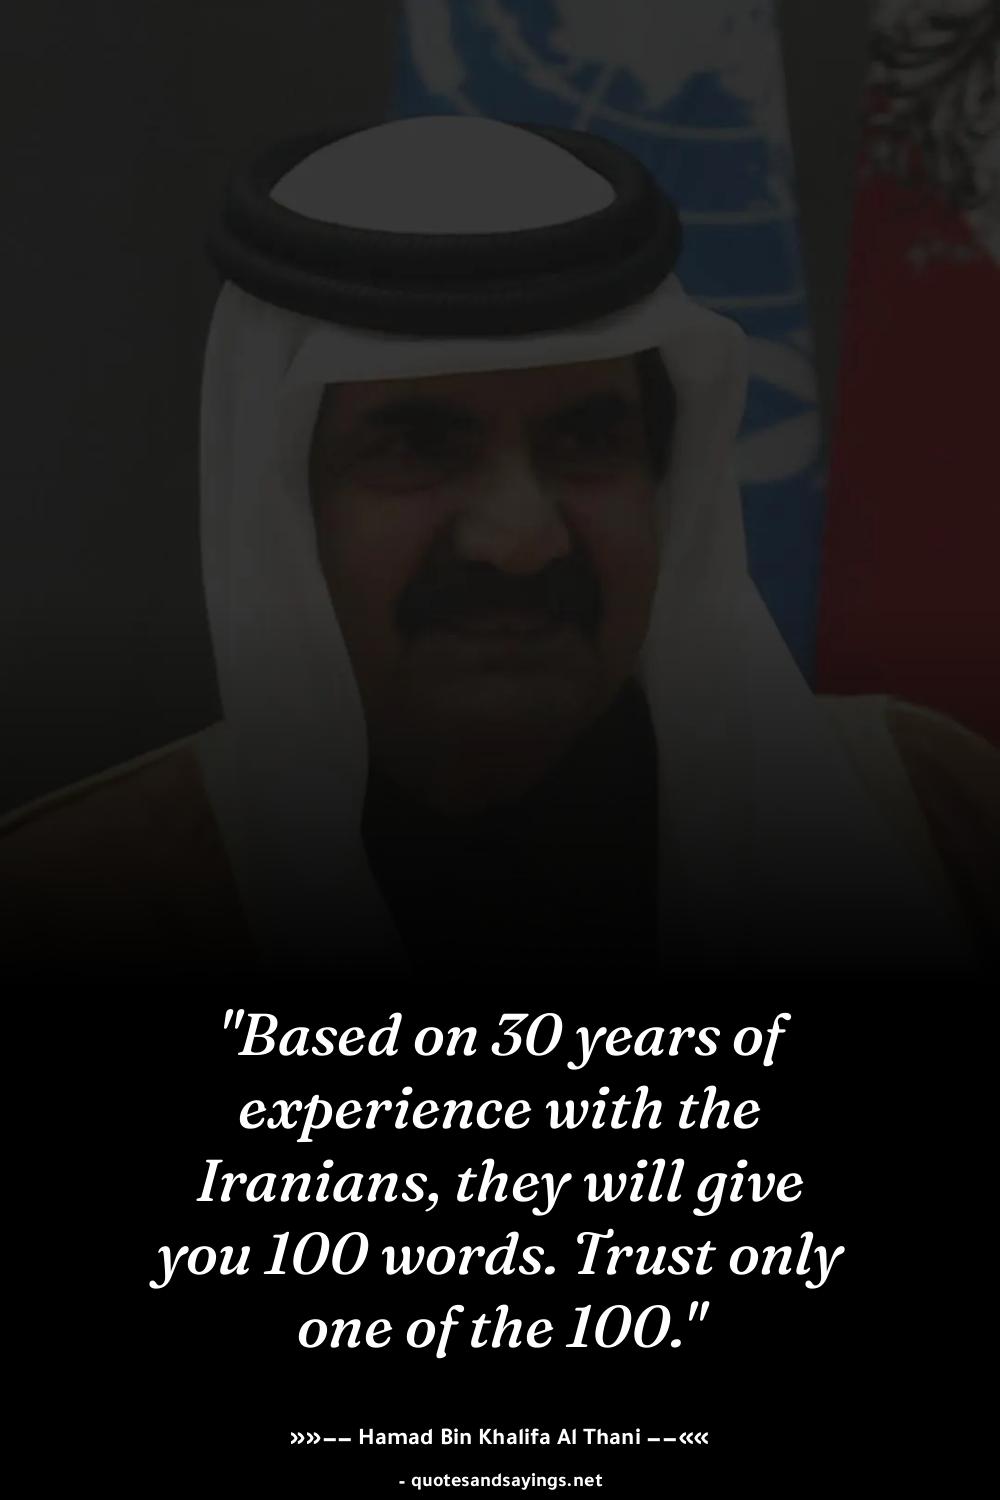 "Based on 30 years of
experience with the
Iranians, they will give
you 100 words. Trust only
one of the 100."
»»–– Hamad Bin Khalifa Al Thani ––««
- quotesandsayings.net